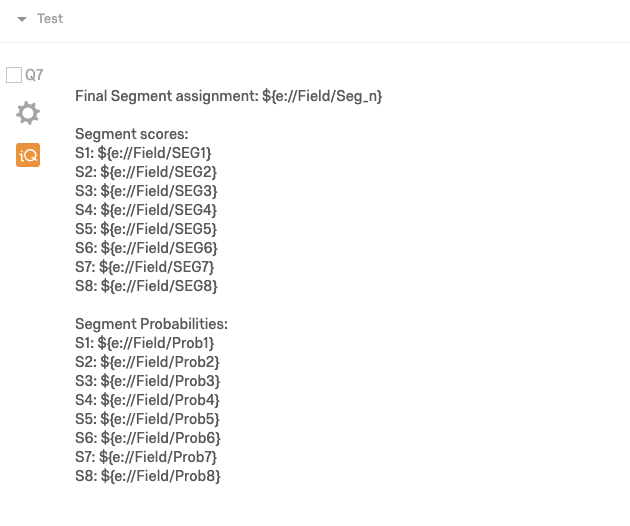 Test
Q7
iQ
Final Segment assignment: ${e://Field/Seg_n}
Segment scores:
S1: ${e://Field/SEG1}
S2: ${e://Field/SEG2}
S3: ${e://Field/SEG3}
S4: ${e://Field/SEG4}
S5: ${e://Field/SEG5}
S6: ${e://Field/SEG6}
S7: ${e://Field/SEG7}
S8: ${e://Field/SEG8}
Segment Probabilities:
S1: ${e://Field/Prob1}
S2: ${e://Field/Prob2}
S3: ${e://Field/Prob3}
S4: ${e://Field/Prob4}
S5: ${e://Field/Prob5}
S6: ${e://Field/Prob6}
S7: ${e://Field/Prob7}
S8: ${e://Field/Prob8}